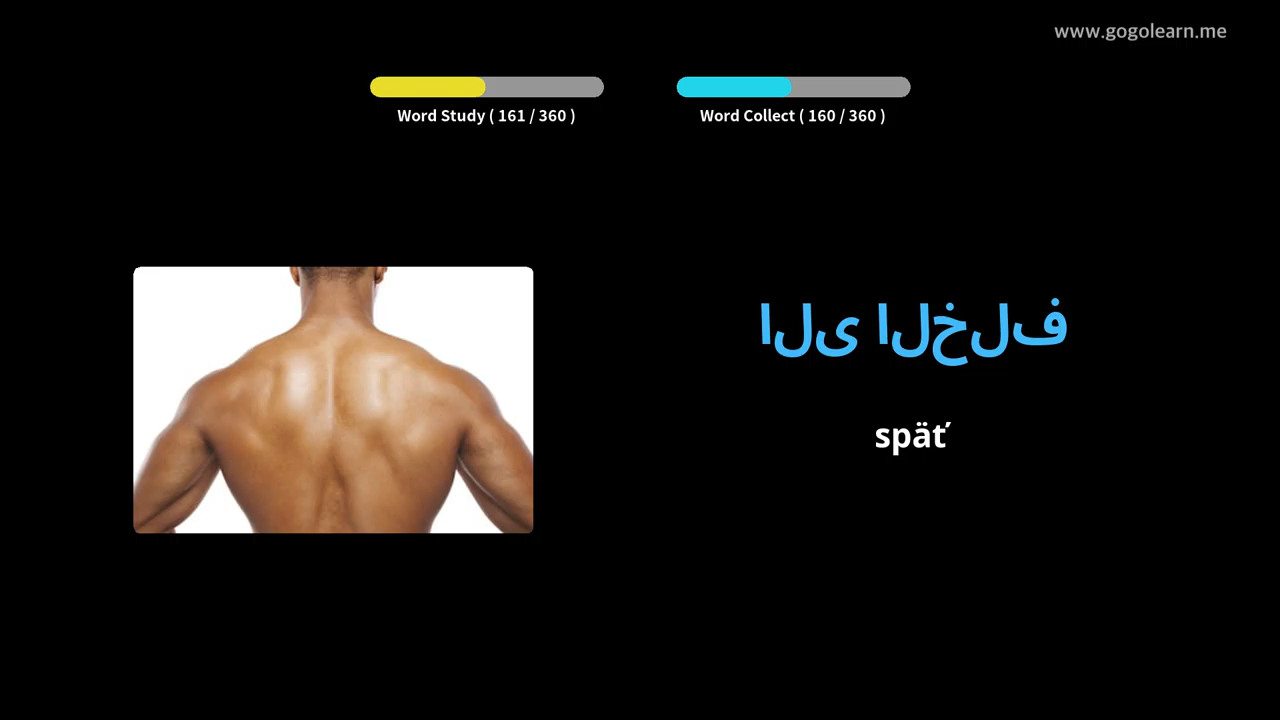 www.gogolearn.me
Word Study ( 161 / 360 )
Word Collect ( 160 / 360 )
الى الخلف
späť